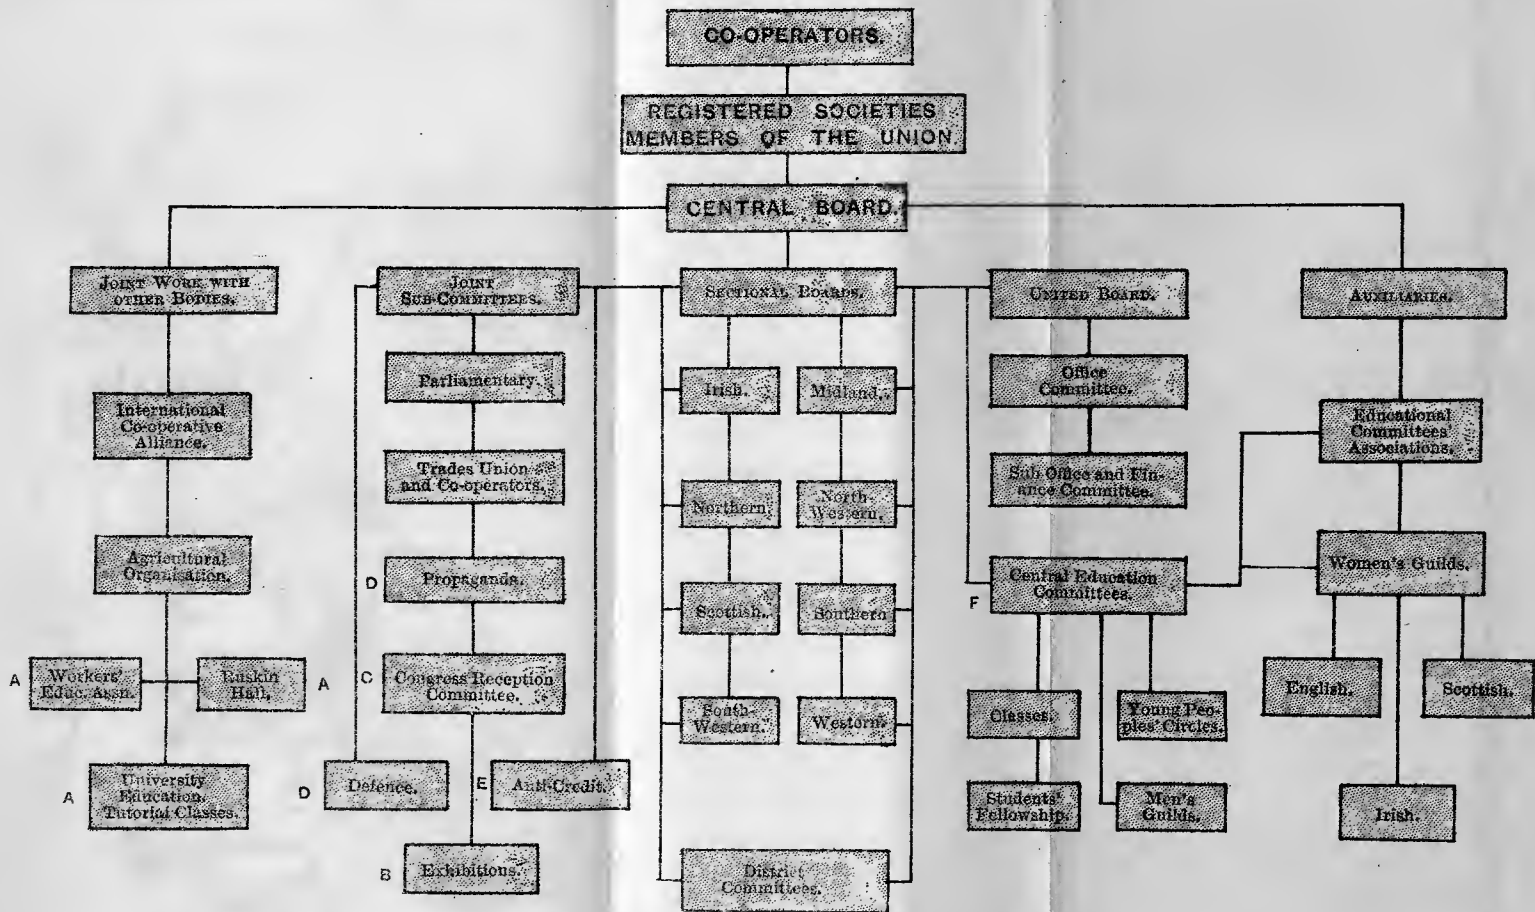 CO-OPERATORS.
REGISTERED SOCIETIES
MEMBERS OF THE UNION
CENTRAL BOARD.
JOINT WORK WITH
OTHER BODIES.
JOINT
SUB-COMMITTEES.
SECTIONAL BOARDS.
UNITED BOARD.
AUXILIARIES.
International
Co-operative
Alliance.
Agricultural
Organisation.
A
Workers'
Educ. Assn.
Ruskin
Hall.
A
A
University
Education.
Tutorial Classes.
Parliamentary.
Trades Union
and Co-operators.
D
Propaganda.
C
Congress Reception
Committee.
D
Defence.
E
Anti-Credit.
B
Exhibitions.
Irish.
Midland.
Northern.
North-
Western.
Scottish.
Southern
South-
Western.
Western.
District
Committees.
Office
Committee.
Sub Office and Fin-
ance Committee.
F
Central Education
Committees.
Classes.
Young Peo-
ples' Circles.
Students'
Fellowship.
Men's
Guilds.
Educational
Committees'
Associations.
Women's Guilds.
English.
Scottish.
Irish.